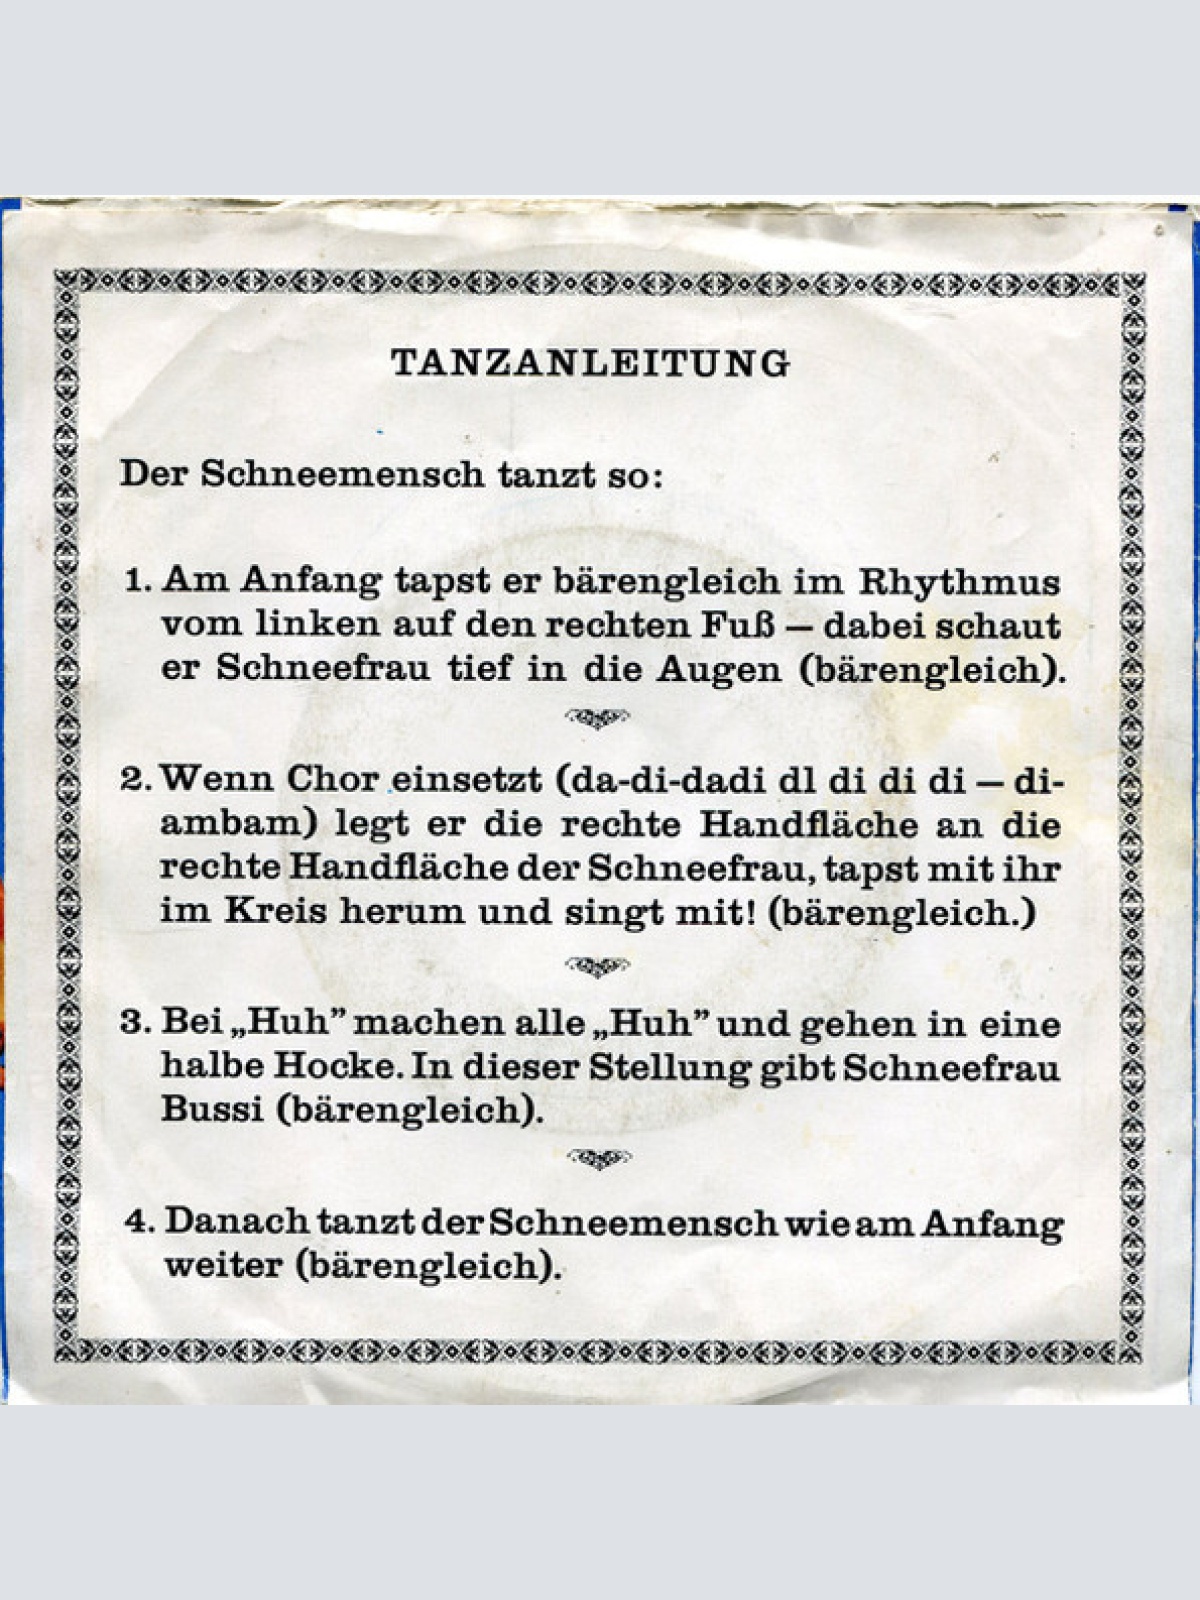 TANZANLEITUNG
Der Schneemensch tanzt so:
1. Am Anfang tapst er bärengleich im Rhythmus
vom linken auf den rechten Fuß – dabei schaut
er Schneefrau tief in die Augen (bärengleich).
2. Wenn Chor einsetzt (da-di-dadi dl di di di – di-
ambam) legt er die rechte Handfläche an die
rechte Handfläche der Schneefrau, tapst mit ihr
im Kreis herum und singt mit! (bärengleich.)
3. Bei „Huh” machen alle „Huh” und gehen in eine
halbe Hocke. In dieser Stellung gibt Schneefrau
Bussi (bärengleich).
4. Danach tanzt der Schneemensch wie am Anfang
weiter (bärengleich).